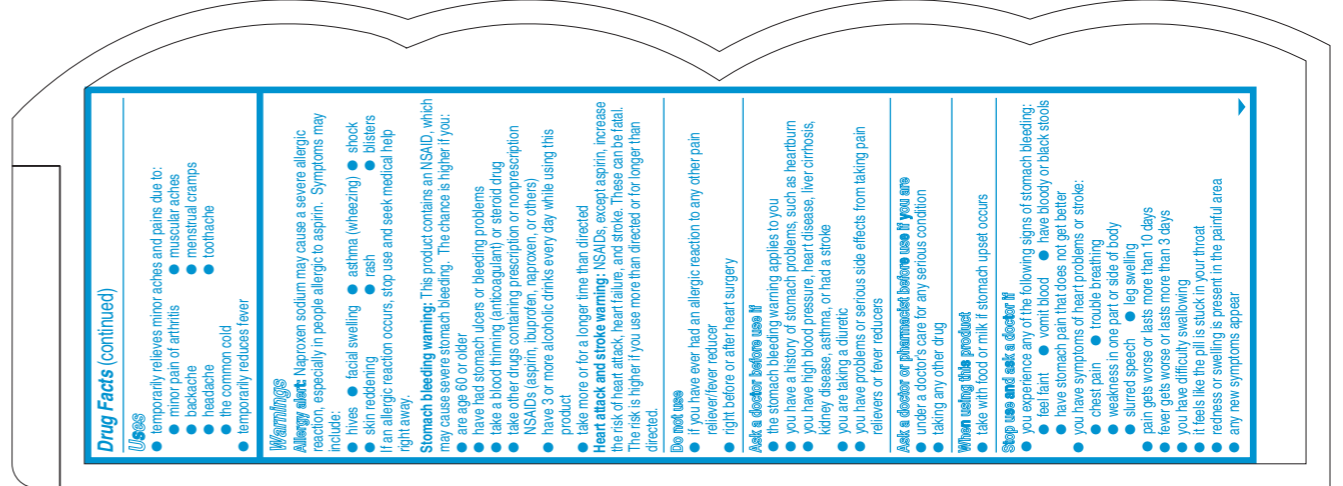 Drug Facts (continued)
Uses
● temporarily relieves minor aches and pains due to:
● minor pain of arthritis ● muscular aches
● backache ● menstrual cramps
● headache ● toothache
● the common cold
● temporarily reduces fever
Warnings
Allergy alert: Naproxen sodium may cause a severe allergic
reaction, especially in people allergic to aspirin. Symptoms may
include:
● hives ● facial swelling ● asthma (wheezing) ● shock
● skin reddening ● rash ● blisters
If an allergic reaction occurs, stop use and seek medical help
right away.
Stomach bleeding warning: This product contains an NSAID, which
may cause severe stomach bleeding. The chance is higher if you:
● are age 60 or older
● have had stomach ulcers or bleeding problems
● take a blood thinning (anticoagulant) or steroid drug
● take other drugs containing prescription or nonprescription
NSAIDs (aspirin, ibuprofen, naproxen, or others)
● have 3 or more alcoholic drinks every day while using this
product
● take more or for a longer time than directed
Heart attack and stroke warning: NSAIDs, except aspirin, increase
the risk of heart attack, heart failure, and stroke. These can be fatal.
The risk is higher if you use more than directed or for longer than
directed.
Do not use
● if you have ever had an allergic reaction to any other pain
reliever/fever reducer
● right before or after heart surgery
Ask a doctor before use if
● the stomach bleeding warning applies to you
● you have a history of stomach problems, such as heartburn
● you have high blood pressure, heart disease, liver cirrhosis,
kidney disease, asthma, or had a stroke
● you are taking a diuretic
● you have problems or serious side effects from taking pain
relievers or fever reducers
Ask a doctor or pharmacist before use if you are
● under a doctor's care for any serious condition
● taking any other drug
When using this product
● take with food or milk if stomach upset occurs
Stop use and ask a doctor if
● you experience any of the following signs of stomach bleeding:
● feel faint ● vomit blood ● have bloody or black stools
● have stomach pain that does not get better
● you have symptoms of heart problems or stroke:
● chest pain ● trouble breathing
● weakness in one part or side of body
● slurred speech ● leg swelling
● pain gets worse or lasts more than 10 days
● fever gets worse or lasts more than 3 days
● you have difficulty swallowing
● it feels like the pill is stuck in your throat
● redness or swelling is present in the painful area
● any new symptoms appear